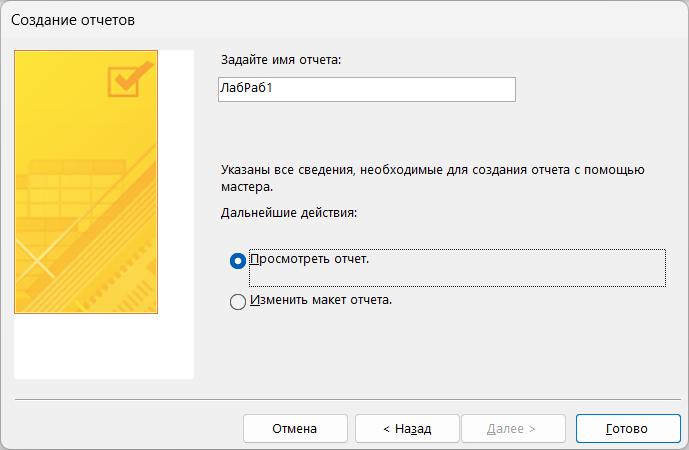 Создание отчетов
Задайте имя отчета:
ЛабРаб1
Указаны все сведения, необходимые для создания отчета с помощью
мастера.
Дальнейшие действия:
Просмотреть отчет.
Изменить макет отчета.
Отмена
< Назад
Далее >
Готово